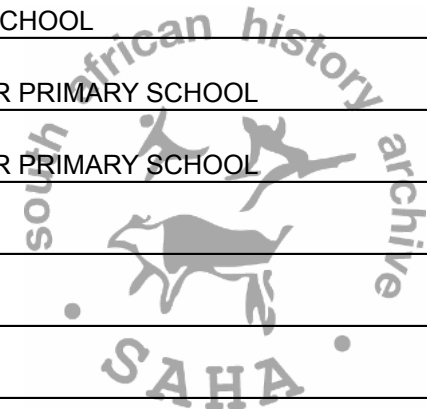 CHOOL
R PRIMARY SCHOOL
R PRIMARY SCHOOL
south african history archive
SAHA